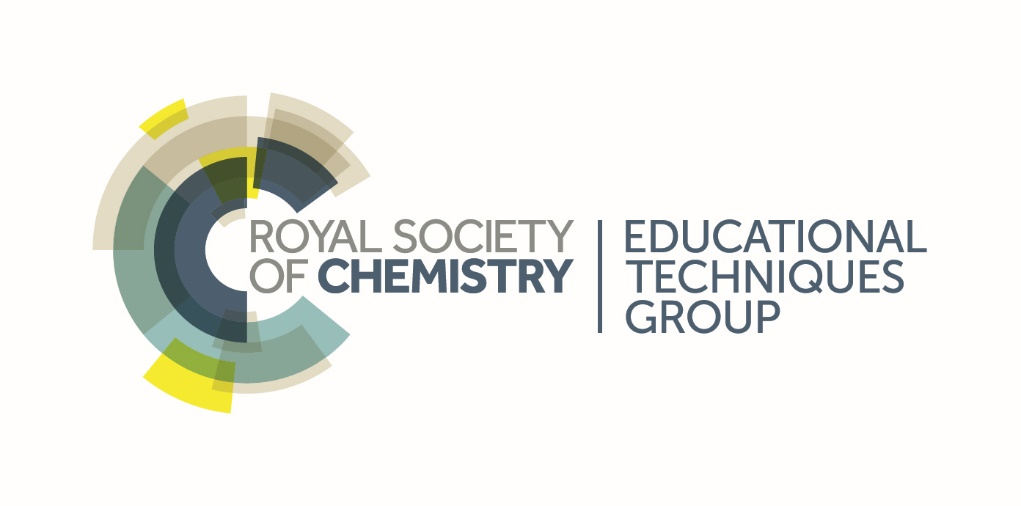 ROYAL SOCIETY
OF CHEMISTRY
EDUCATIONAL
TECHNIQUES
GROUP